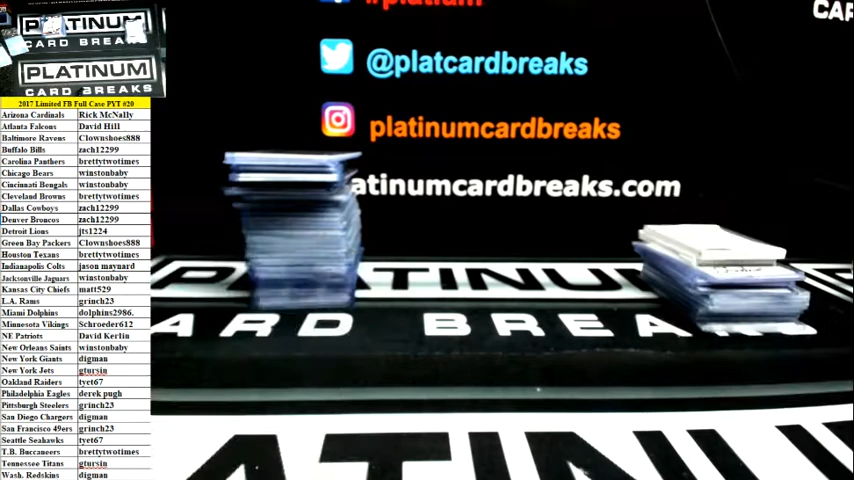 PLATINUM
CARD BREAKS
PLATINUM
CARD BREAKS
2017 Limited FB Full Case PYT #20
Arizona Cardinals Rick McNally
Atlanta Falcons David Hill
Baltimore Ravens Clownshoes888
Buffalo Bills zach12299
Carolina Panthers brettytwotimes
Chicago Bears winstonbaby
Cincinnati Bengals winstonbaby
Cleveland Browns brettytwotimes
Dallas Cowboys zach12299
Denver Broncos zach12299
Detroit Lions jts1224
Green Bay Packers Clownshoes888
Houston Texans brettytwotimes
Indianapolis Colts jason maynard
Jacksonville Jaguars winstonbaby
Kansas City Chiefs matt529
L.A. Rams grinch23
Miami Dolphins dolphins2986.
Minnesota Vikings Schroeder612
NE Patriots David Kerlin
New Orleans Saints winstonbaby
New York Giants digman
New York Jets gtursin
Oakland Raiders tyet67
Philadelphia Eagles derek pugh
Pittsburgh Steelers grinch23
San Diego Chargers digman
San Francisco 49ers grinch23
Seattle Seahawks tyet67
T.B. Buccaneers brettytwotimes
Tennessee Titans gtursin
Wash. Redskins digman
#platinum
@platcardbreaks
platinumcardbreaks
atinumcardbreaks.com
CAR
P ATINUM
CARD BREA
ATINUM